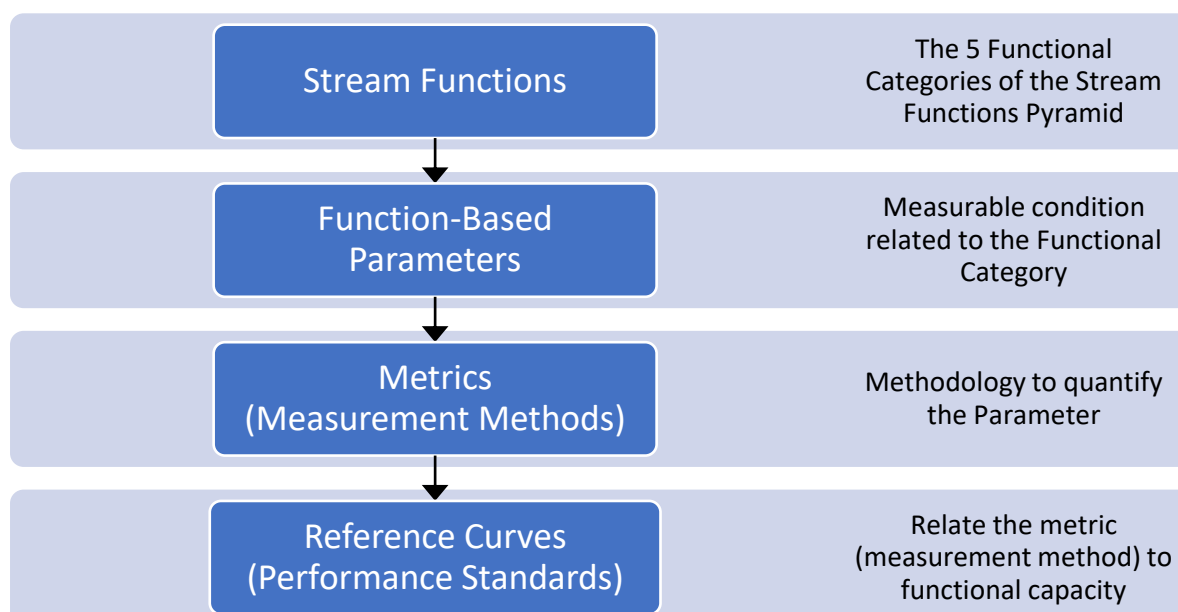 Stream Functions
The 5 Functional
Categories of the Stream
Functions Pyramid
Function-Based
Parameters
Measurable condition
related to the Functional
Category
Metrics
(Measurement Methods)
Methodology to quantify
the Parameter
Reference Curves
(Performance Standards)
Relate the metric
(measurement method) to
functional capacity